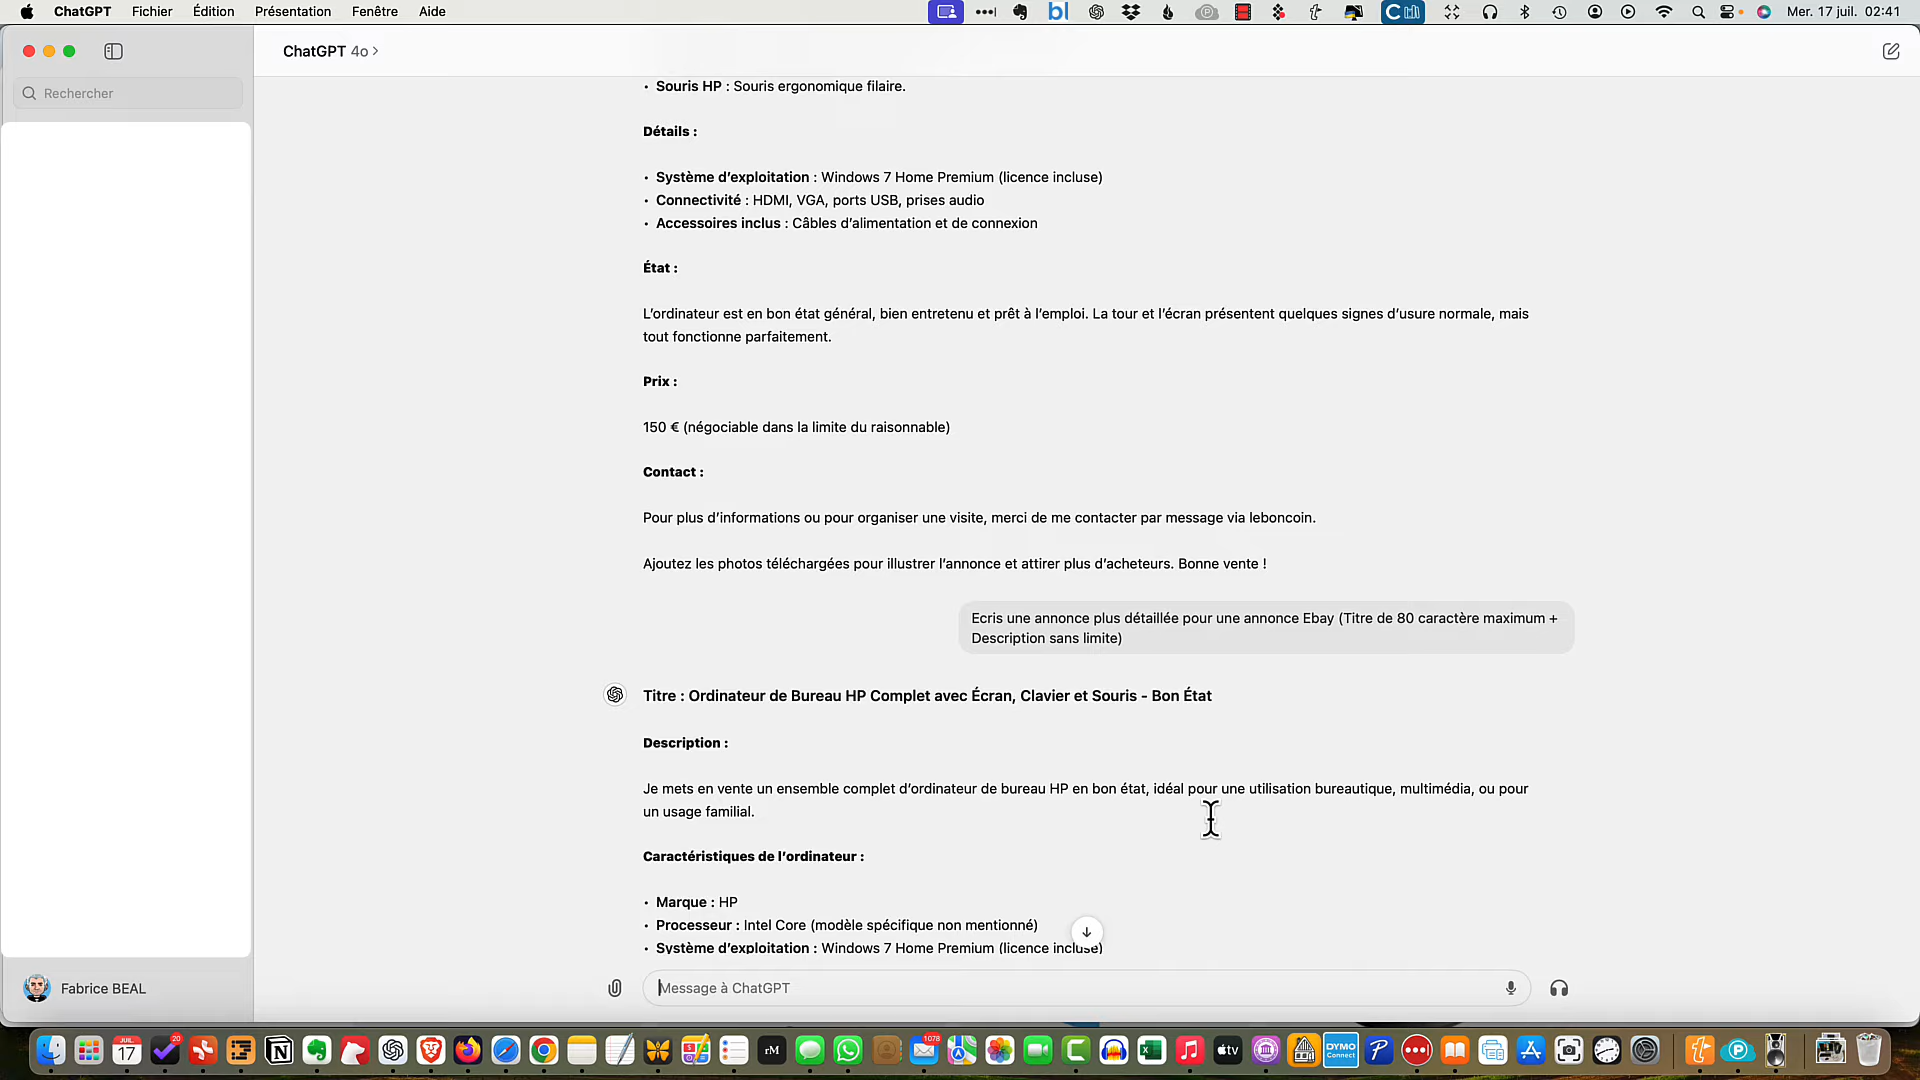 ChatGPT Fichier Édition Présentation Fenêtre Aide
Mer. 17 juil. 02:41
ChatGPT 4o >
Rechercher
• Souris HP : Souris ergonomique filaire.
Détails :
• Système d’exploitation : Windows 7 Home Premium (licence incluse)
• Connectivité : HDMI, VGA, ports USB, prises audio
• Accessoires inclus : Câbles d’alimentation et de connexion
État :
L’ordinateur est en bon état général, bien entretenu et prêt à l’emploi. La tour et l’écran présentent quelques signes d’usure normale, mais
tout fonctionne parfaitement.
Prix :
150 € (négociable dans la limite du raisonnable)
Contact :
Pour plus d’informations ou pour organiser une visite, merci de me contacter par message via leboncoin.
Ajoutez les photos téléchargées pour illustrer l’annonce et attirer plus d’acheteurs. Bonne vente !
Ecris une annonce plus détaillée pour une annonce Ebay (Titre de 80 caractère maximum +
Description sans limite)
Titre : Ordinateur de Bureau HP Complet avec Écran, Clavier et Souris - Bon État
Description :
Je mets en vente un ensemble complet d’ordinateur de bureau HP en bon état, idéal pour une utilisation bureautique, multimédia, ou pour
un usage familial.
Caractéristiques de l’ordinateur :
• Marque : HP
• Processeur : Intel Core (modèle spécifique non mentionné)
• Système d’exploitation : Windows 7 Home Premium (licence incluse)
Fabrice BEAL
Message à ChatGPT
JUIL.
17
20
rM
1078
tv
DYMO
Connect